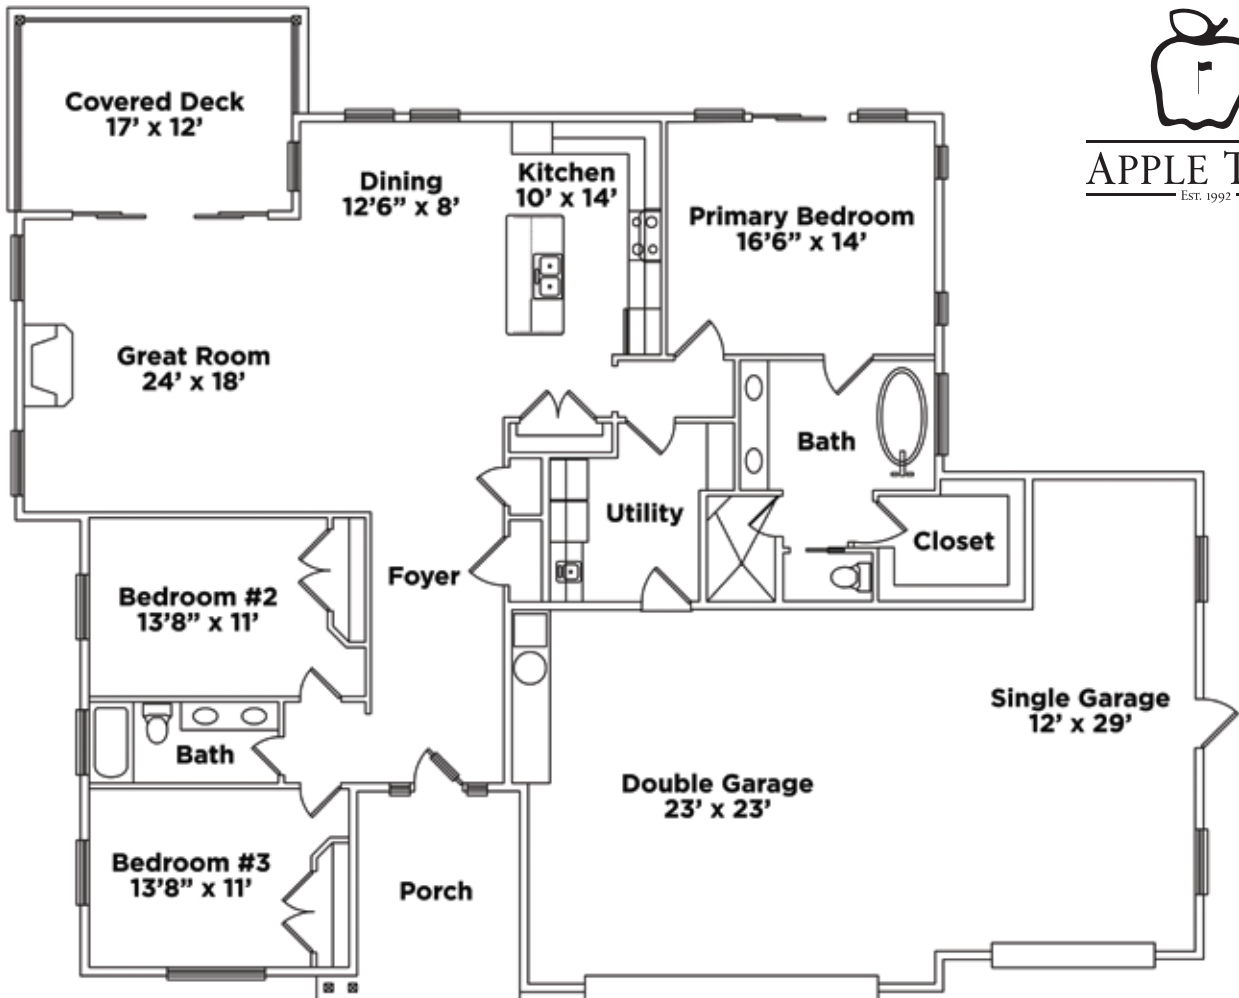 Covered Deck
17' x 12'
Dining
12'6" x 8'
Kitchen
10' x 14'
Primary Bedroom
16'6" x 14'
APPLE
EST. 1992
Great Room
24' x 18'
Bath
Utility
Closet
Foyer
Bedroom #2
13'8" x 11'
Single Garage
12' x 29'
Bath
Double Garage
23' x 23'
Bedroom #3
13'8" x 11'
Porch